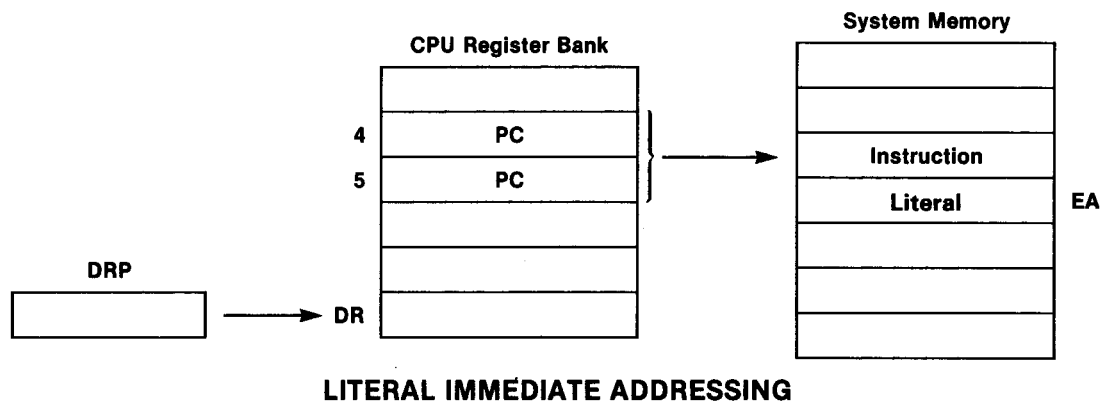 System Memory
CPU Register Bank
4 PC
5 PC
Instruction
Literal EA
DRP
DR
LITERAL IMMEDIATE ADDRESSING